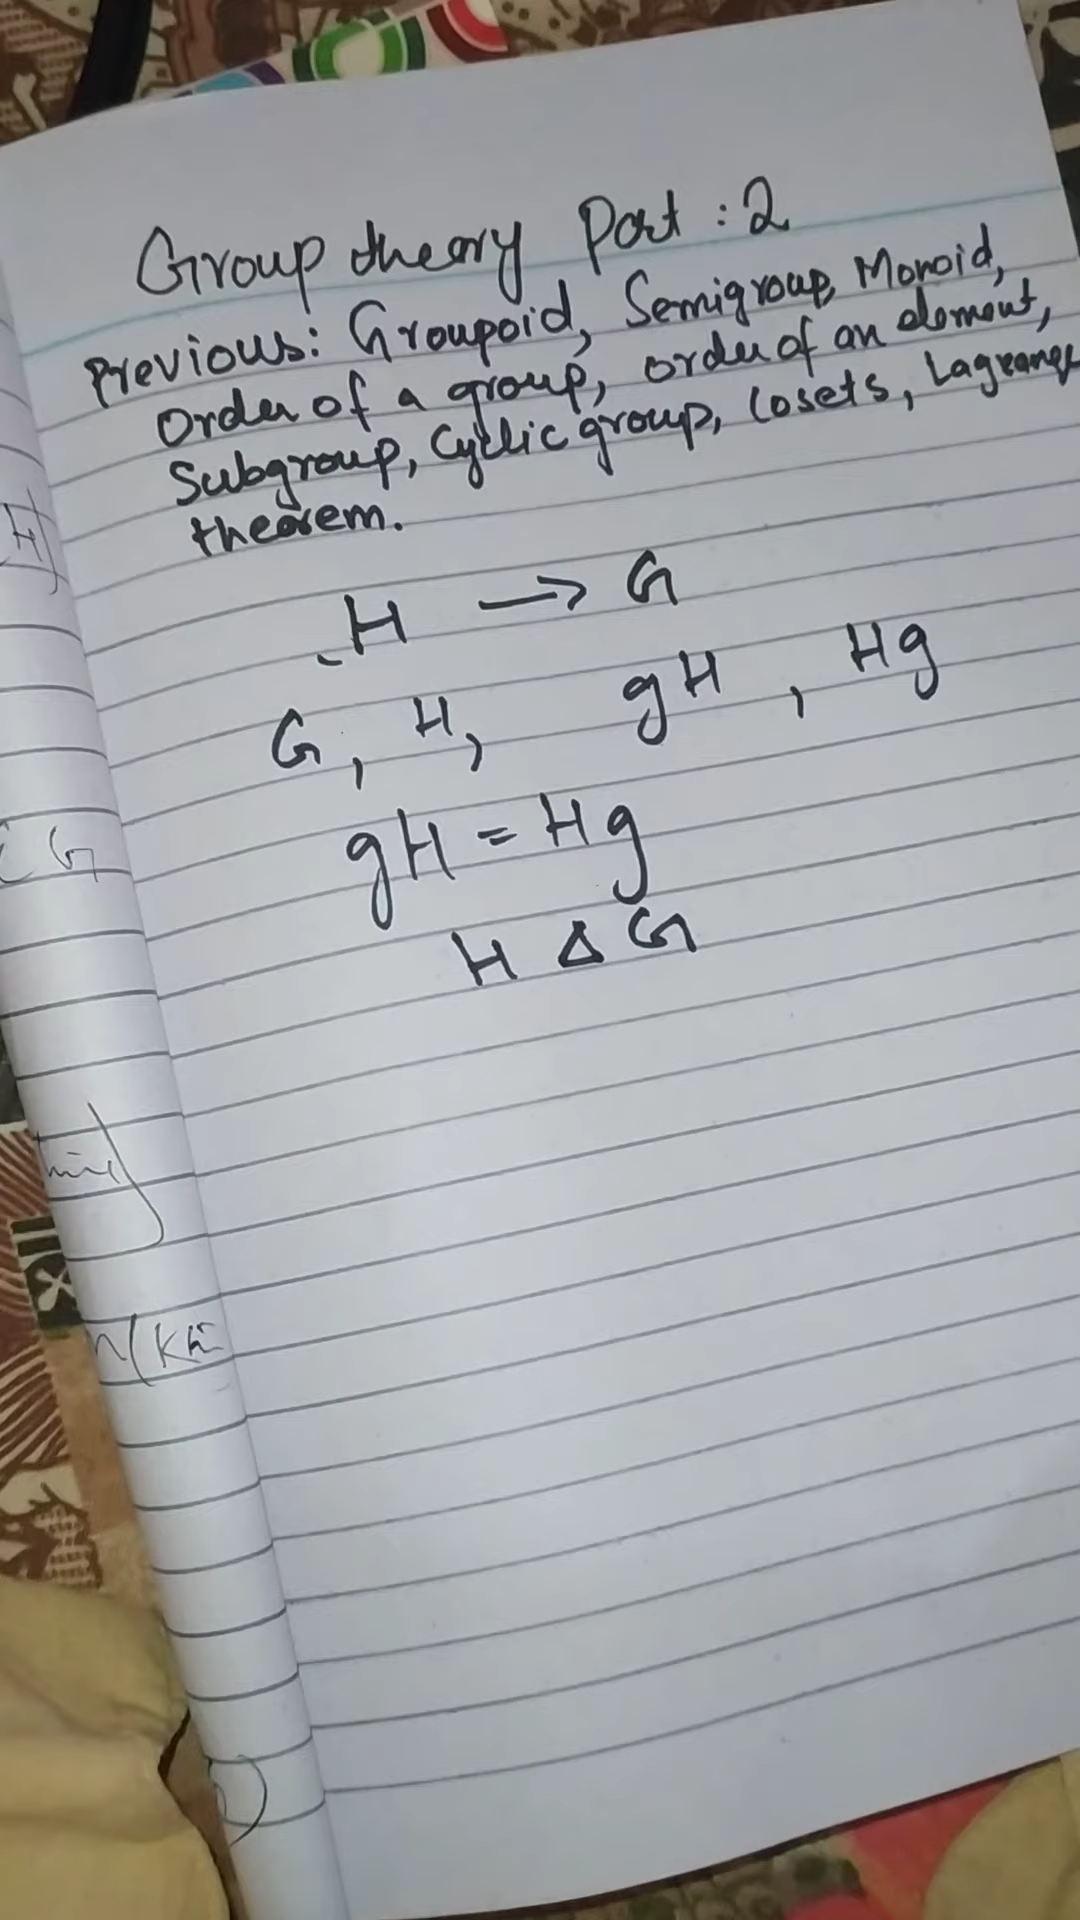 Group theory Part : 2
Previous: Groupoid, Semigroup, Monoid,
Order of a group, order of an element,
Subgroup, Cyclic group, Cosets, Lagrange
theorem.
H → G
G, H, gH, Hg
gH = Hg
H Δ G
H)
G
n/(Kh